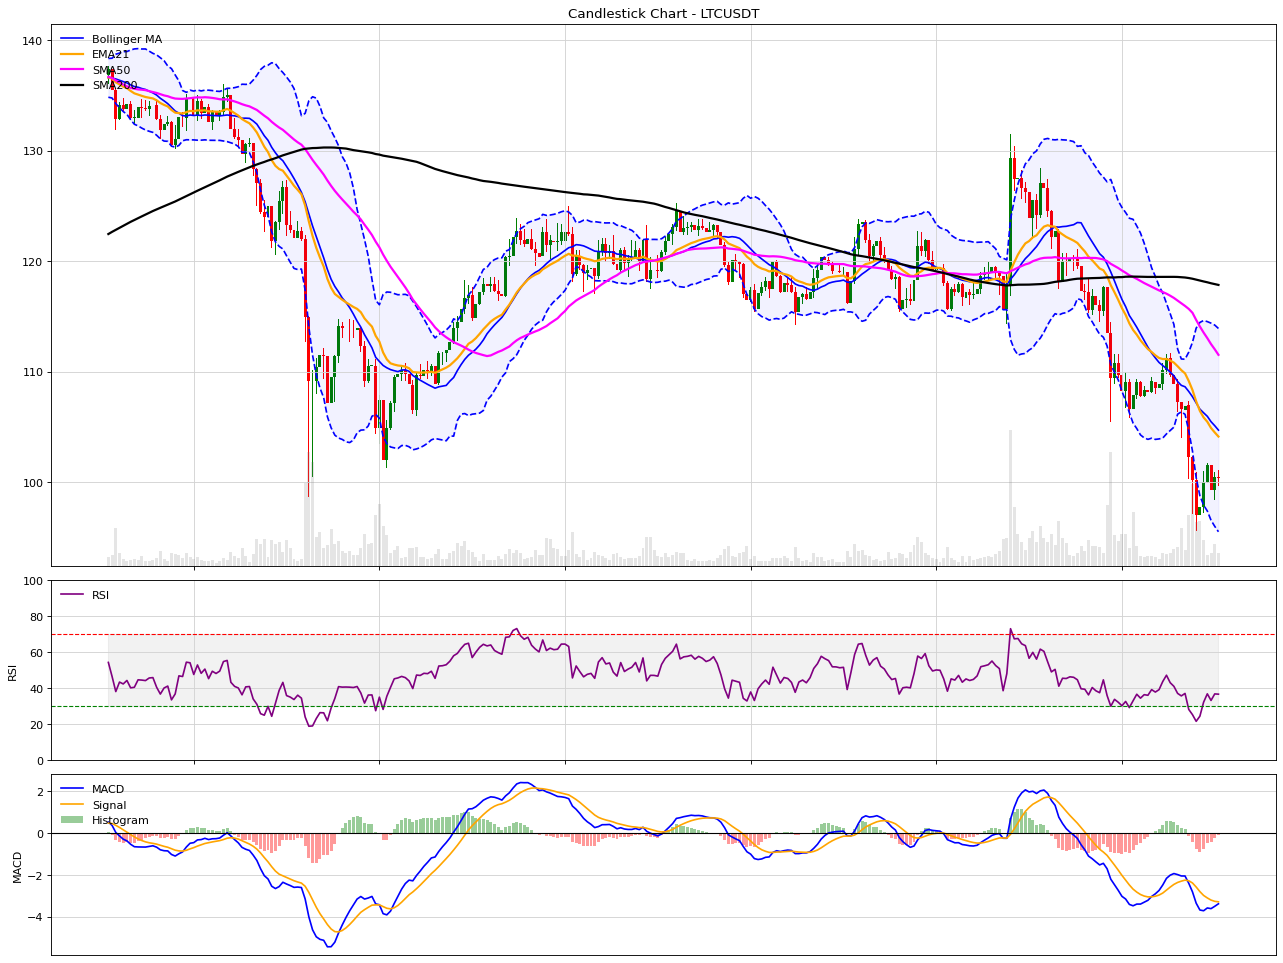 Candlestick Chart - LTCUSDT
Bollinger MA
EMA21
SMA50
SMA200
140
130
120
110
100
RSI
100
80
60
40
20
0
RSI
MACD
Signal
Histogram
2
0
−2
−4
MACD